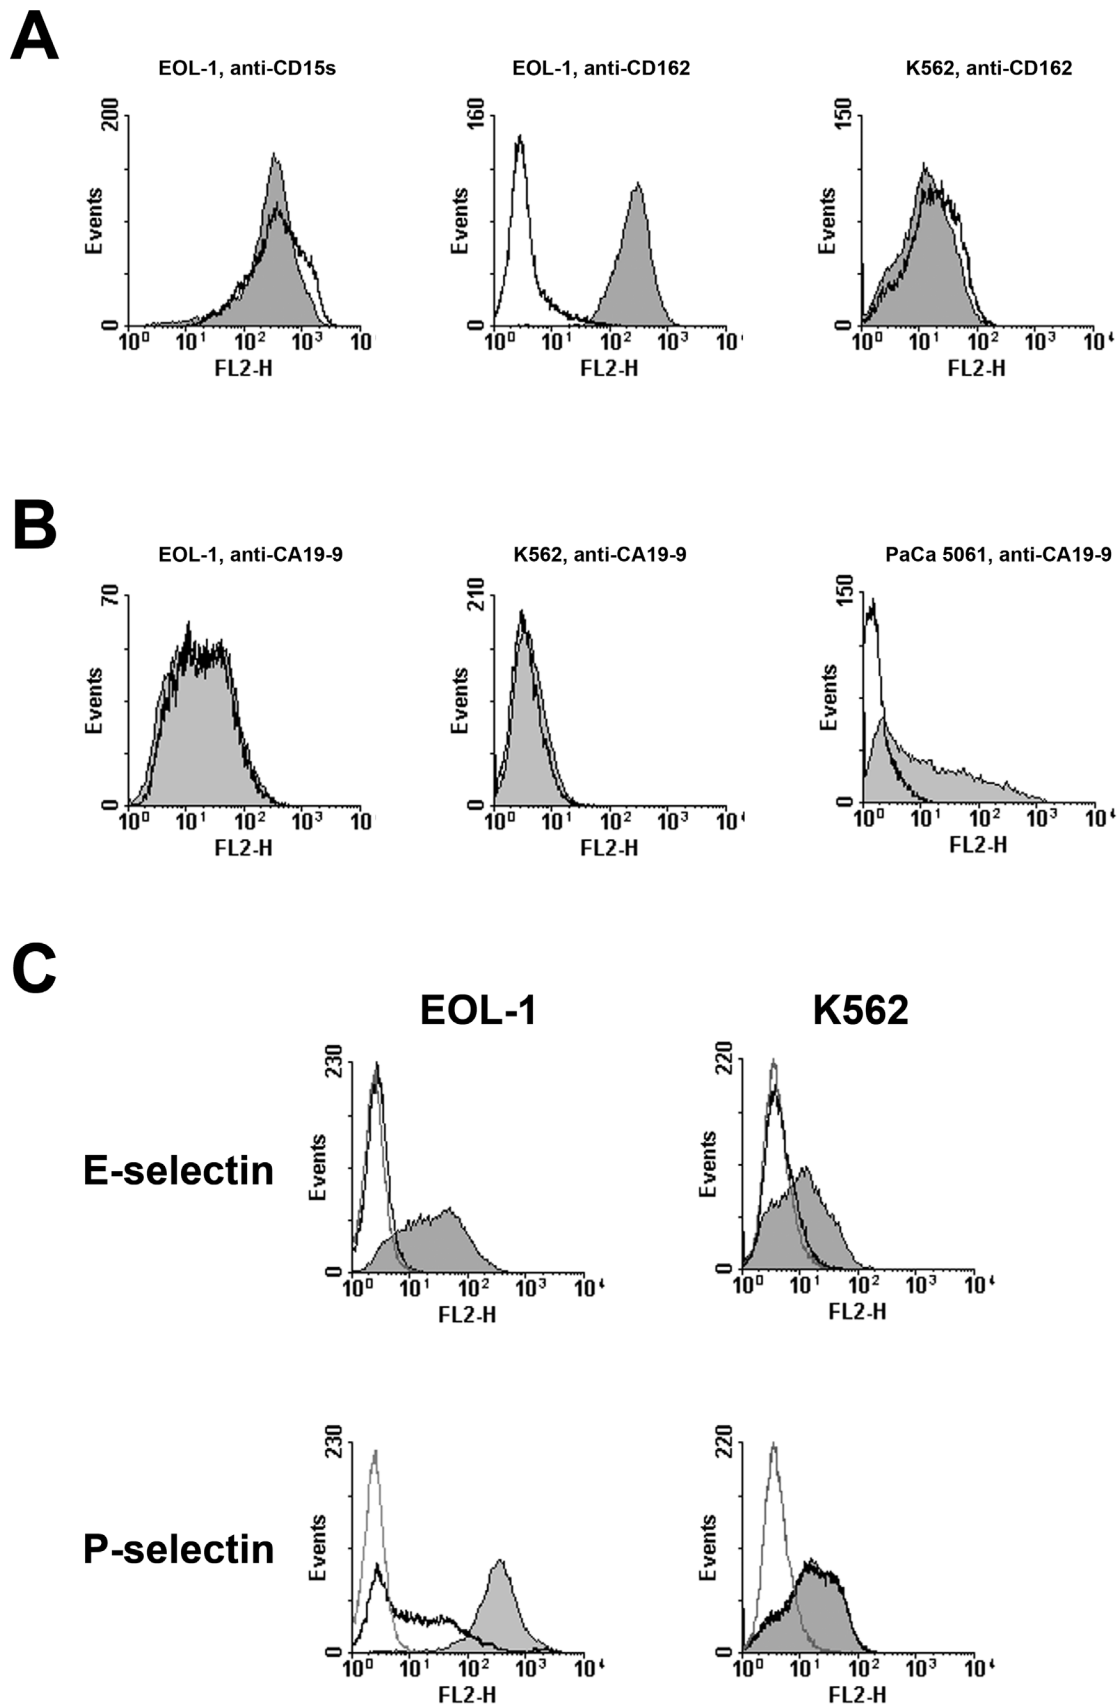 A
EOL-1, anti-CD15s
EOL-1, anti-CD162
K562, anti-CD162
200
Events
0
10⁰ 10¹ 10² 10³ 10
FL2-H
160
Events
0
10⁰ 10¹ 10² 10³ 10
FL2-H
150
Events
0
10⁰ 10¹ 10² 10³ 10⁴
FL2-H
B
EOL-1, anti-CA19-9
K562, anti-CA19-9
PaCa 5061, anti-CA19-9
70
Events
0
10⁰ 10¹ 10² 10³ 10
FL2-H
210
Events
0
10⁰ 10¹ 10² 10³ 10
FL2-H
150
Events
0
10⁰ 10¹ 10² 10³ 10⁴
FL2-H
C
EOL-1
K562
E-selectin
230
Events
0
10⁰ 10¹ 10² 10³ 10⁴
FL2-H
220
Events
0
10⁰ 10¹ 10² 10³ 10⁴
FL2-H
P-selectin
230
Events
0
10⁰ 10¹ 10² 10³ 10⁴
FL2-H
220
Events
0
10⁰ 10¹ 10² 10³ 10⁴
FL2-H